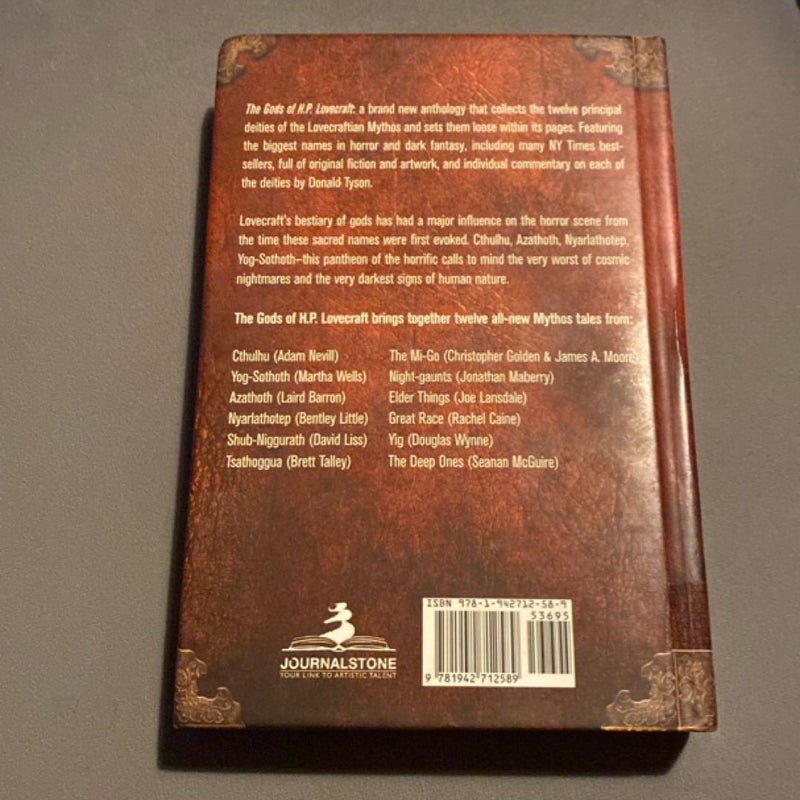 The Gods of H.P. Lovecraft: a brand new anthology that collects the twelve principal
deities of the Lovecraftian Mythos and sets them loose within its pages. Featuring
the biggest names in horror and dark fantasy, including many NY Times best-
sellers, full of original fiction and artwork, and individual commentary on each of
the deities by Donald Tyson.
Lovecraft's bestiary of gods has had a major influence on the horror scene from
the time these sacred names were first evoked. Cthulhu, Azathoth, Nyarlathotep,
Yog-Sothoth–this pantheon of the horrific calls to mind the very worst of cosmic
nightmares and the very darkest signs of human nature.
The Gods of H.P. Lovecraft brings together twelve all-new Mythos tales from:
Cthulhu (Adam Nevill)
Yog-Sothoth (Martha Wells)
Azathoth (Laird Barron)
Nyarlathotep (Bentley Little)
Shub-Niggurath (David Liss)
Tsathoggua (Brett Talley)
The Mi-Go (Christopher Golden & James A. Moore)
Night-gaunts (Jonathan Maberry)
Elder Things (Joe Lansdale)
Great Race (Rachel Caine)
Yig (Douglas Wynne)
The Deep Ones (Seanan McGuire)
JOURNALSTONE
YOUR LINK TO ARTISTIC TALENT
ISBN 978-1-942712-58-9
53695
9 781942 712589